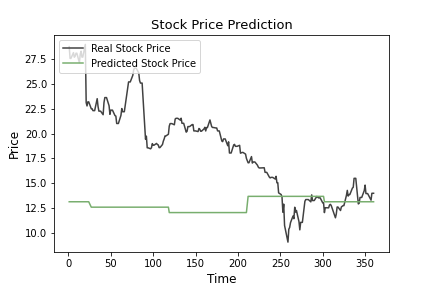 Stock Price Prediction
Real Stock Price
Predicted Stock Price
27.5
25.0
22.5
20.0
17.5
15.0
12.5
10.0
Price
0 50 100 150 200 250 300 350
Time